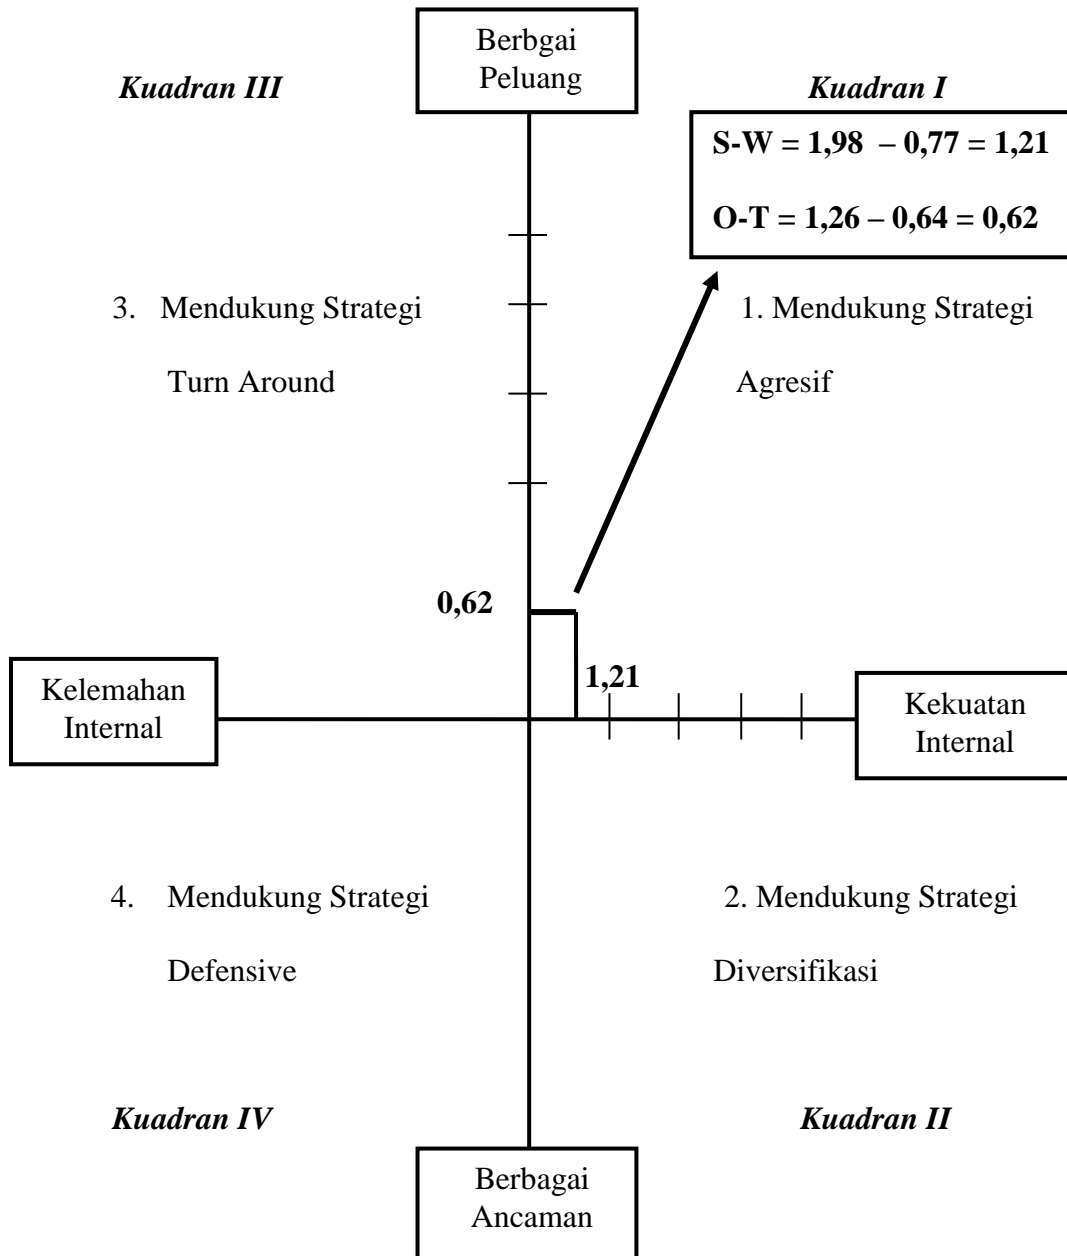 Berbgai
Peluang
Kuadran III
Kuadran I
S-W = 1,98 – 0,77 = 1,21
O-T = 1,26 – 0,64 = 0,62
3. Mendukung Strategi
Turn Around
1. Mendukung Strategi
Agresif
0,62
1,21
Kelemahan
Internal
Kekuatan
Internal
4. Mendukung Strategi
Defensive
2. Mendukung Strategi
Diversifikasi
Kuadran IV
Kuadran II
Berbagai
Ancaman